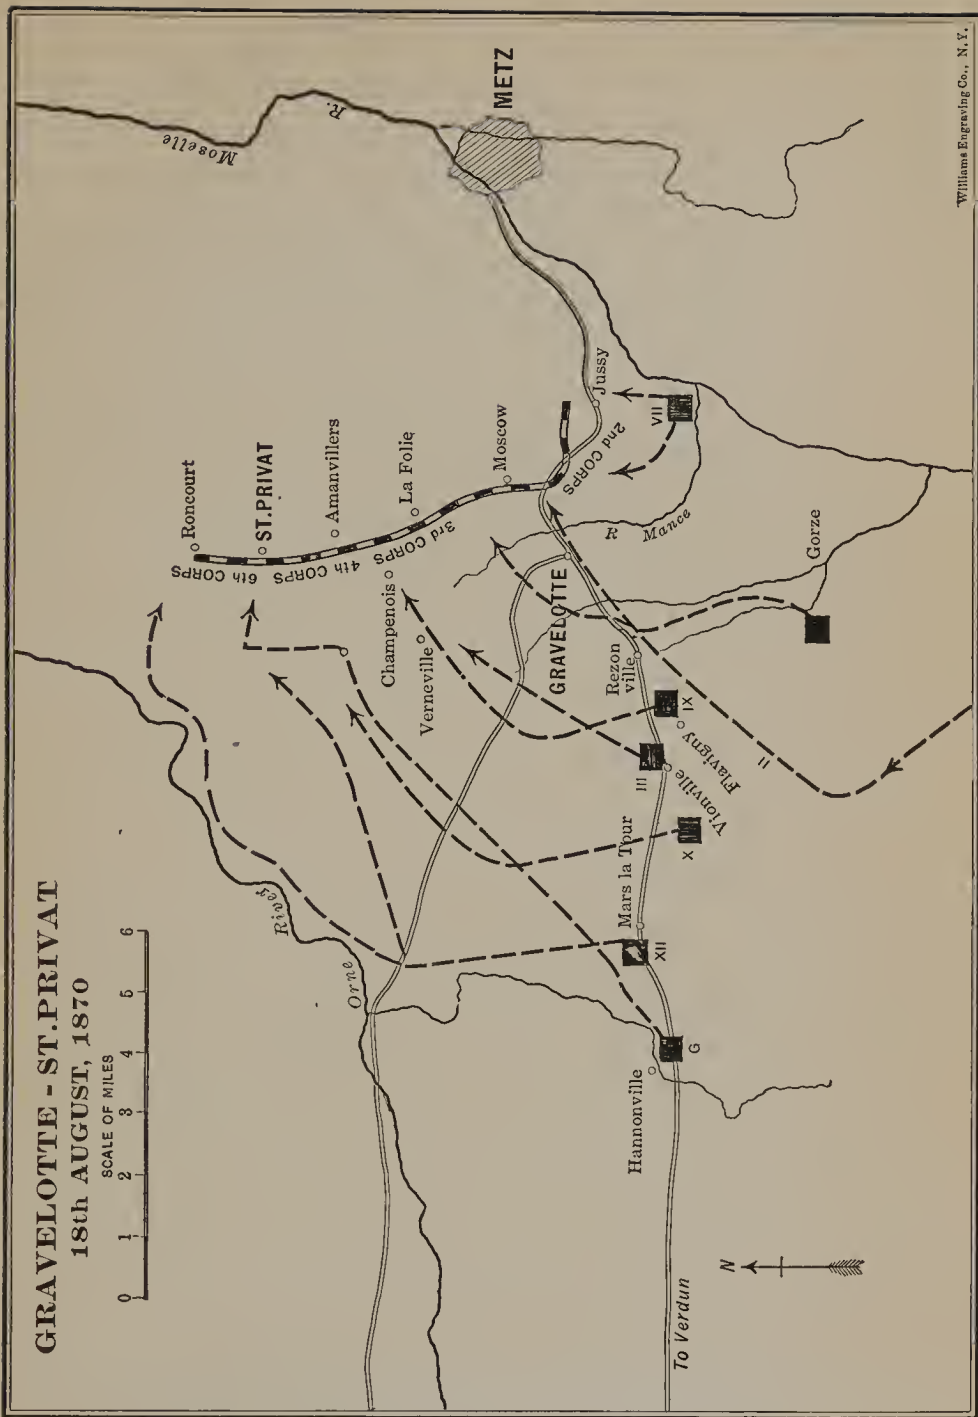 GRAVELOTTE - ST.PRIVAT
18th AUGUST, 1870
SCALE OF MILES
0 1 2 3 4 5 6
Moselle R.
METZ
Roncourt
ST.PRIVAT
Amanvillers
La Folie
Moscow
Jussy
6th CORPS
4th CORPS
3rd CORPS
2nd CORPS
Champenois
Verneville
GRAVELOTTE
R Mance
VII
Gorze
Rezon
ville
IX
Flavigny
III
Vionville
II
X
Mars la Tour
XII
Orne River
Hannonville
G
To Verdun
N
Williams Engraving Co., N.Y.